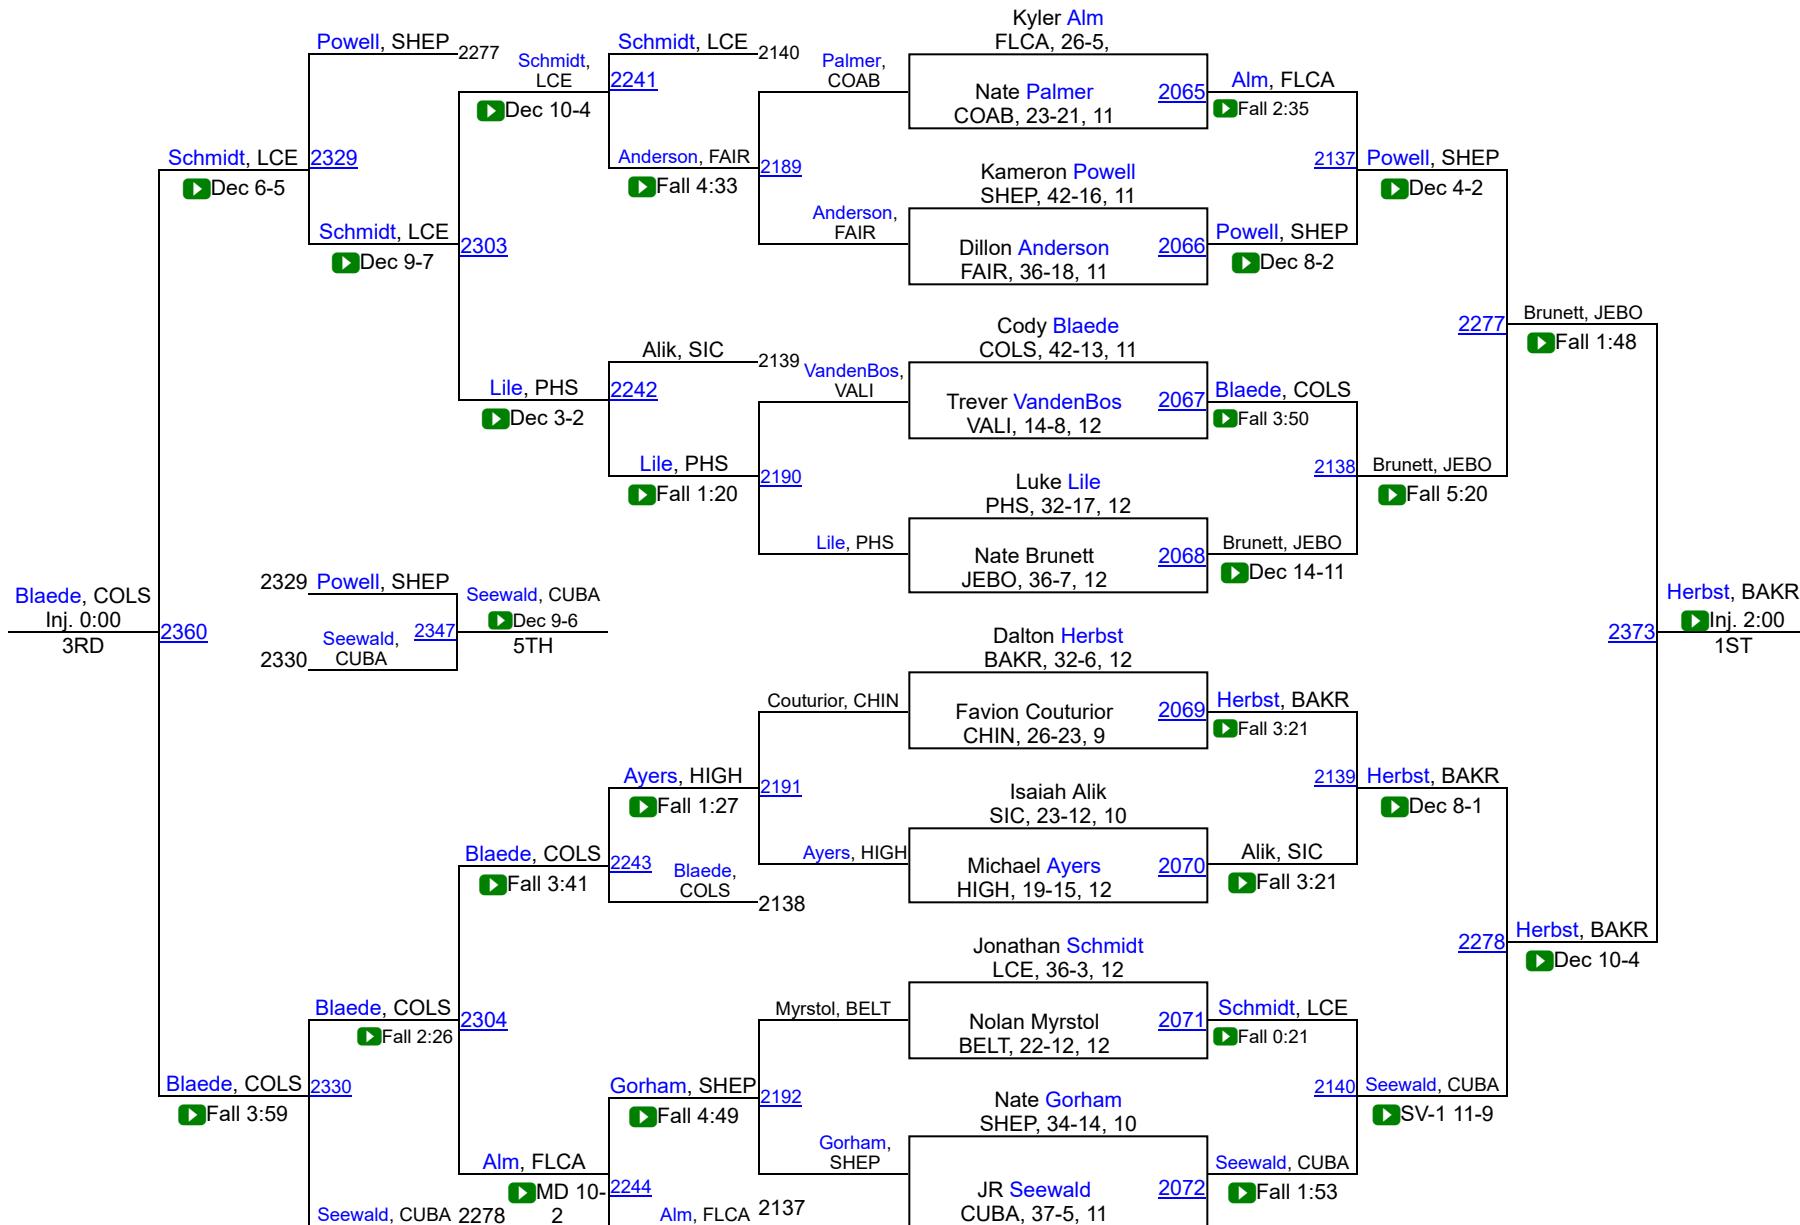 Kyler Alm
FLCA, 26-5,
Powell, SHEP
2277
Schmidt, LCE
2140
Schmidt,
LCE
2241
Dec 10-4
Palmer,
COAB
Nate Palmer
COAB, 23-21, 11
2065
Alm, FLCA
Fall 2:35
Schmidt, LCE
Dec 6-5
2329
Anderson, FAIR
Fall 4:33
2189
Kameron Powell
SHEP, 42-16, 11
2137
Powell, SHEP
Dec 4-2
Schmidt, LCE
Dec 9-7
2303
Anderson,
FAIR
Dillon Anderson
FAIR, 36-18, 11
2066
Powell, SHEP
Dec 8-2
2277
Brunett, JEBO
Fall 1:48
Cody Blaede
COLS, 42-13, 11
Alik, SIC
2139
Lile, PHS
Dec 3-2
2242
VandenBos,
VALI
Trever VandenBos
VALI, 14-8, 12
2067
Blaede, COLS
Fall 3:50
Lile, PHS
Fall 1:20
2190
Luke Lile
PHS, 32-17, 12
2138
Brunett, JEBO
Fall 5:20
Lile, PHS
Nate Brunett
JEBO, 36-7, 12
2068
Brunett, JEBO
Dec 14-11
Blaede, COLS
Inj. 0:00
3RD
2360
2329
Powell, SHEP
2330
Seewald,
CUBA
2347
Seewald, CUBA
Dec 9-6
5TH
2373
Herbst, BAKR
Inj. 2:00
1ST
Dalton Herbst
BAKR, 32-6, 12
Couturior, CHIN
Favion Couturior
CHIN, 26-23, 9
2069
Herbst, BAKR
Fall 3:21
Ayers, HIGH
Fall 1:27
2191
Isaiah Alik
SIC, 23-12, 10
2139
Herbst, BAKR
Dec 8-1
Blaede, COLS
Fall 3:41
2243
Blaede,
COLS
2138
Ayers, HIGH
Michael Ayers
HIGH, 19-15, 12
2070
Alik, SIC
Fall 3:21
2278
Herbst, BAKR
Dec 10-4
Jonathan Schmidt
LCE, 36-3, 12
Blaede, COLS
Fall 2:26
2304
Myrstol, BELT
Nolan Myrstol
BELT, 22-12, 12
2071
Schmidt, LCE
Fall 0:21
Blaede, COLS
Fall 3:59
2330
Gorham, SHEP
Fall 4:49
2192
Nate Gorham
SHEP, 34-14, 10
2140
Seewald, CUBA
SV-1 11-9
Gorham,
SHEP
Alm, FLCA
MD 10-
2
2244
JR Seewald
CUBA, 37-5, 11
2072
Seewald, CUBA
Fall 1:53
Seewald, CUBA
2278
Alm, FLCA
2137